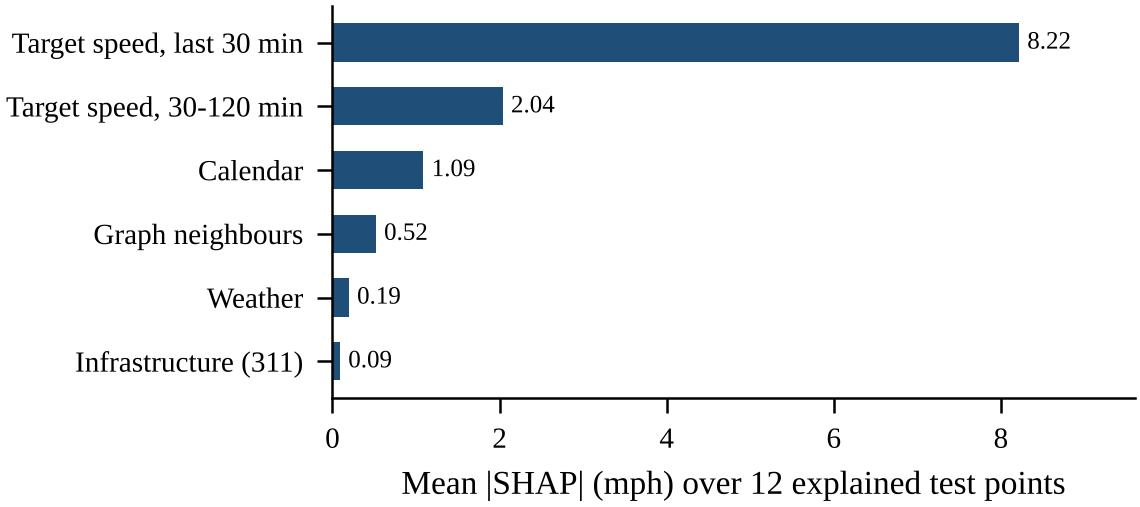 Target speed, last 30 min 8.22
Target speed, 30-120 min 2.04
Calendar 1.09
Graph neighbours 0.52
Weather 0.19
Infrastructure (311) 0.09
0 2 4 6 8
Mean |SHAP| (mph) over 12 explained test points